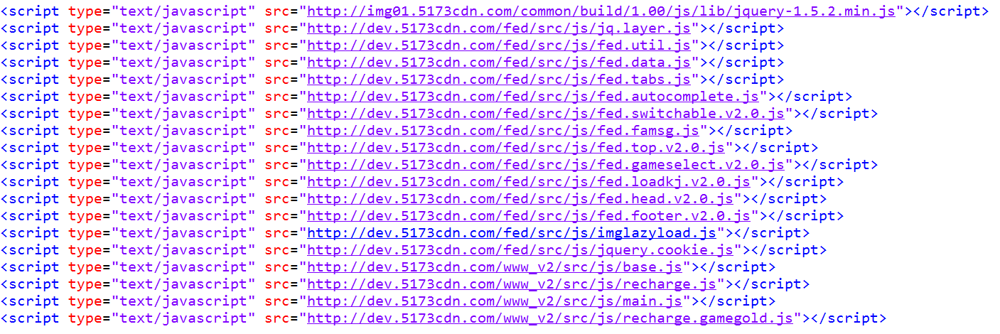 <script type="text/javascript" src="http://img01.5173cdn.com/common/build/1.00/js/lib/jquery-1.5.2.min.js"></script>
<script type="text/javascript" src="http://dev.5173cdn.com/fed/src/js/jq.layer.js"></script>
<script type="text/javascript" src="http://dev.5173cdn.com/fed/src/js/fed.util.js"></script>
<script type="text/javascript" src="http://dev.5173cdn.com/fed/src/js/fed.data.js"></script>
<script type="text/javascript" src="http://dev.5173cdn.com/fed/src/js/fed.tabs.js"></script>
<script type="text/javascript" src="http://dev.5173cdn.com/fed/src/js/fed.autocomplete.js"></script>
<script type="text/javascript" src="http://dev.5173cdn.com/fed/src/js/fed.switchable.v2.0.js"></script>
<script type="text/javascript" src="http://dev.5173cdn.com/fed/src/js/fed.famsg.js"></script>
<script type="text/javascript" src="http://dev.5173cdn.com/fed/src/js/fed.top.v2.0.js"></script>
<script type="text/javascript" src="http://dev.5173cdn.com/fed/src/js/fed.gameselect.v2.0.js"></script>
<script type="text/javascript" src="http://dev.5173cdn.com/fed/src/js/fed.loadkj.v2.0.js"></script>
<script type="text/javascript" src="http://dev.5173cdn.com/fed/src/js/fed.head.v2.0.js"></script>
<script type="text/javascript" src="http://dev.5173cdn.com/fed/src/js/fed.footer.v2.0.js"></script>
<script type="text/javascript" src="http://dev.5173cdn.com/fed/src/js/imglazyload.js"></script>
<script type="text/javascript" src="http://dev.5173cdn.com/fed/src/js/jquery.cookie.js"></script>
<script type="text/javascript" src="http://dev.5173cdn.com/www_v2/src/js/base.js"></script>
<script type="text/javascript" src="http://dev.5173cdn.com/www_v2/src/js/recharge.js"></script>
<script type="text/javascript" src="http://dev.5173cdn.com/www_v2/src/js/main.js"></script>
<script type="text/javascript" src="http://dev.5173cdn.com/www_v2/src/js/recharge.gamegold.js"></script>